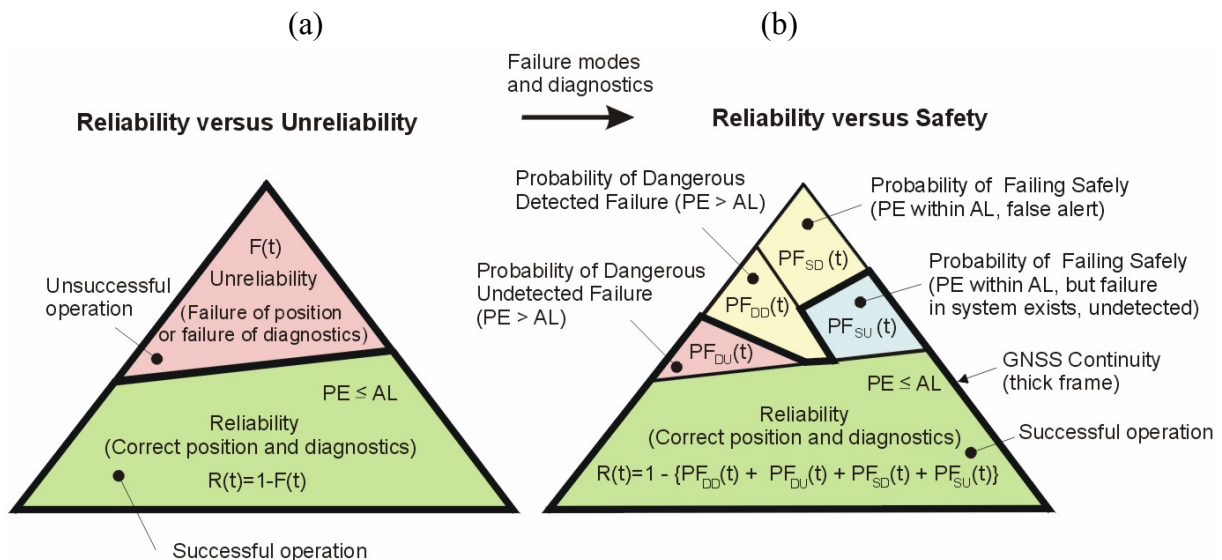 (a)
(b)
Failure modes
and diagnostics
Reliability versus Unreliability
Reliability versus Safety
F(t)
Unreliability
(Failure of position
or failure of diagnostics)
Unsuccessful
operation
PE ≤ AL
Reliability
(Correct position and diagnostics)
R(t)=1-F(t)
Successful operation
Probability of Dangerous
Detected Failure (PE > AL)
Probability of Dangerous
Undetected Failure
(PE > AL)
Probability of Failing Safely
(PE within AL, false alert)
Probability of Failing Safely
(PE within AL, but failure
in system exists, undetected)
PF_SD (t)
PF_DD(t)
PF_SU (t)
PF_DU(t)
GNSS Continuity
(thick frame)
PE ≤ AL
Reliability
(Correct position and diagnostics)
Successful operation
R(t)=1 - {PF_DD(t) + PF_DU(t) + PF_SD(t) + PF_SU(t)}